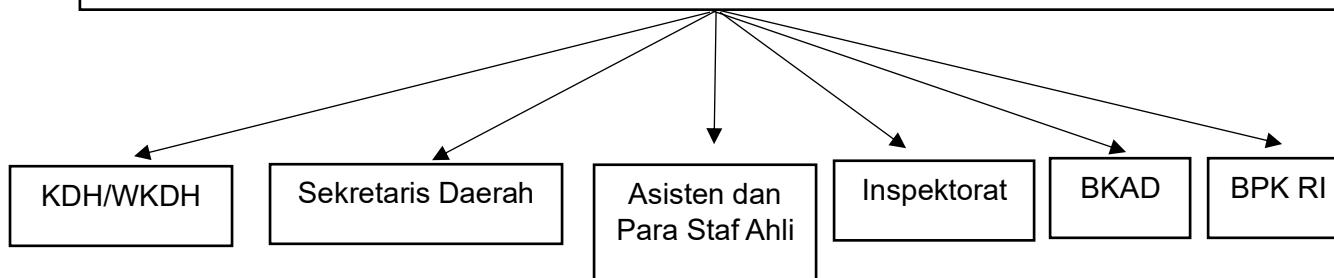 KDH/WKDH
Sekretaris Daerah
Asisten dan
Para Staf Ahli
Inspektorat
BKAD
BPK RI